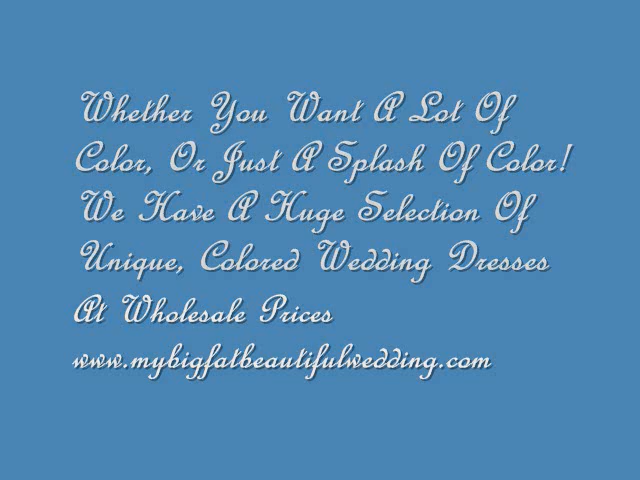 Whether You Want A Lot Of
Color, Or Just A Splash Of Color!
We Have A Huge Selection Of
Unique, Colored Wedding Dresses
At Wholesale Prices
www.mybigfatbeautifulwedding.com